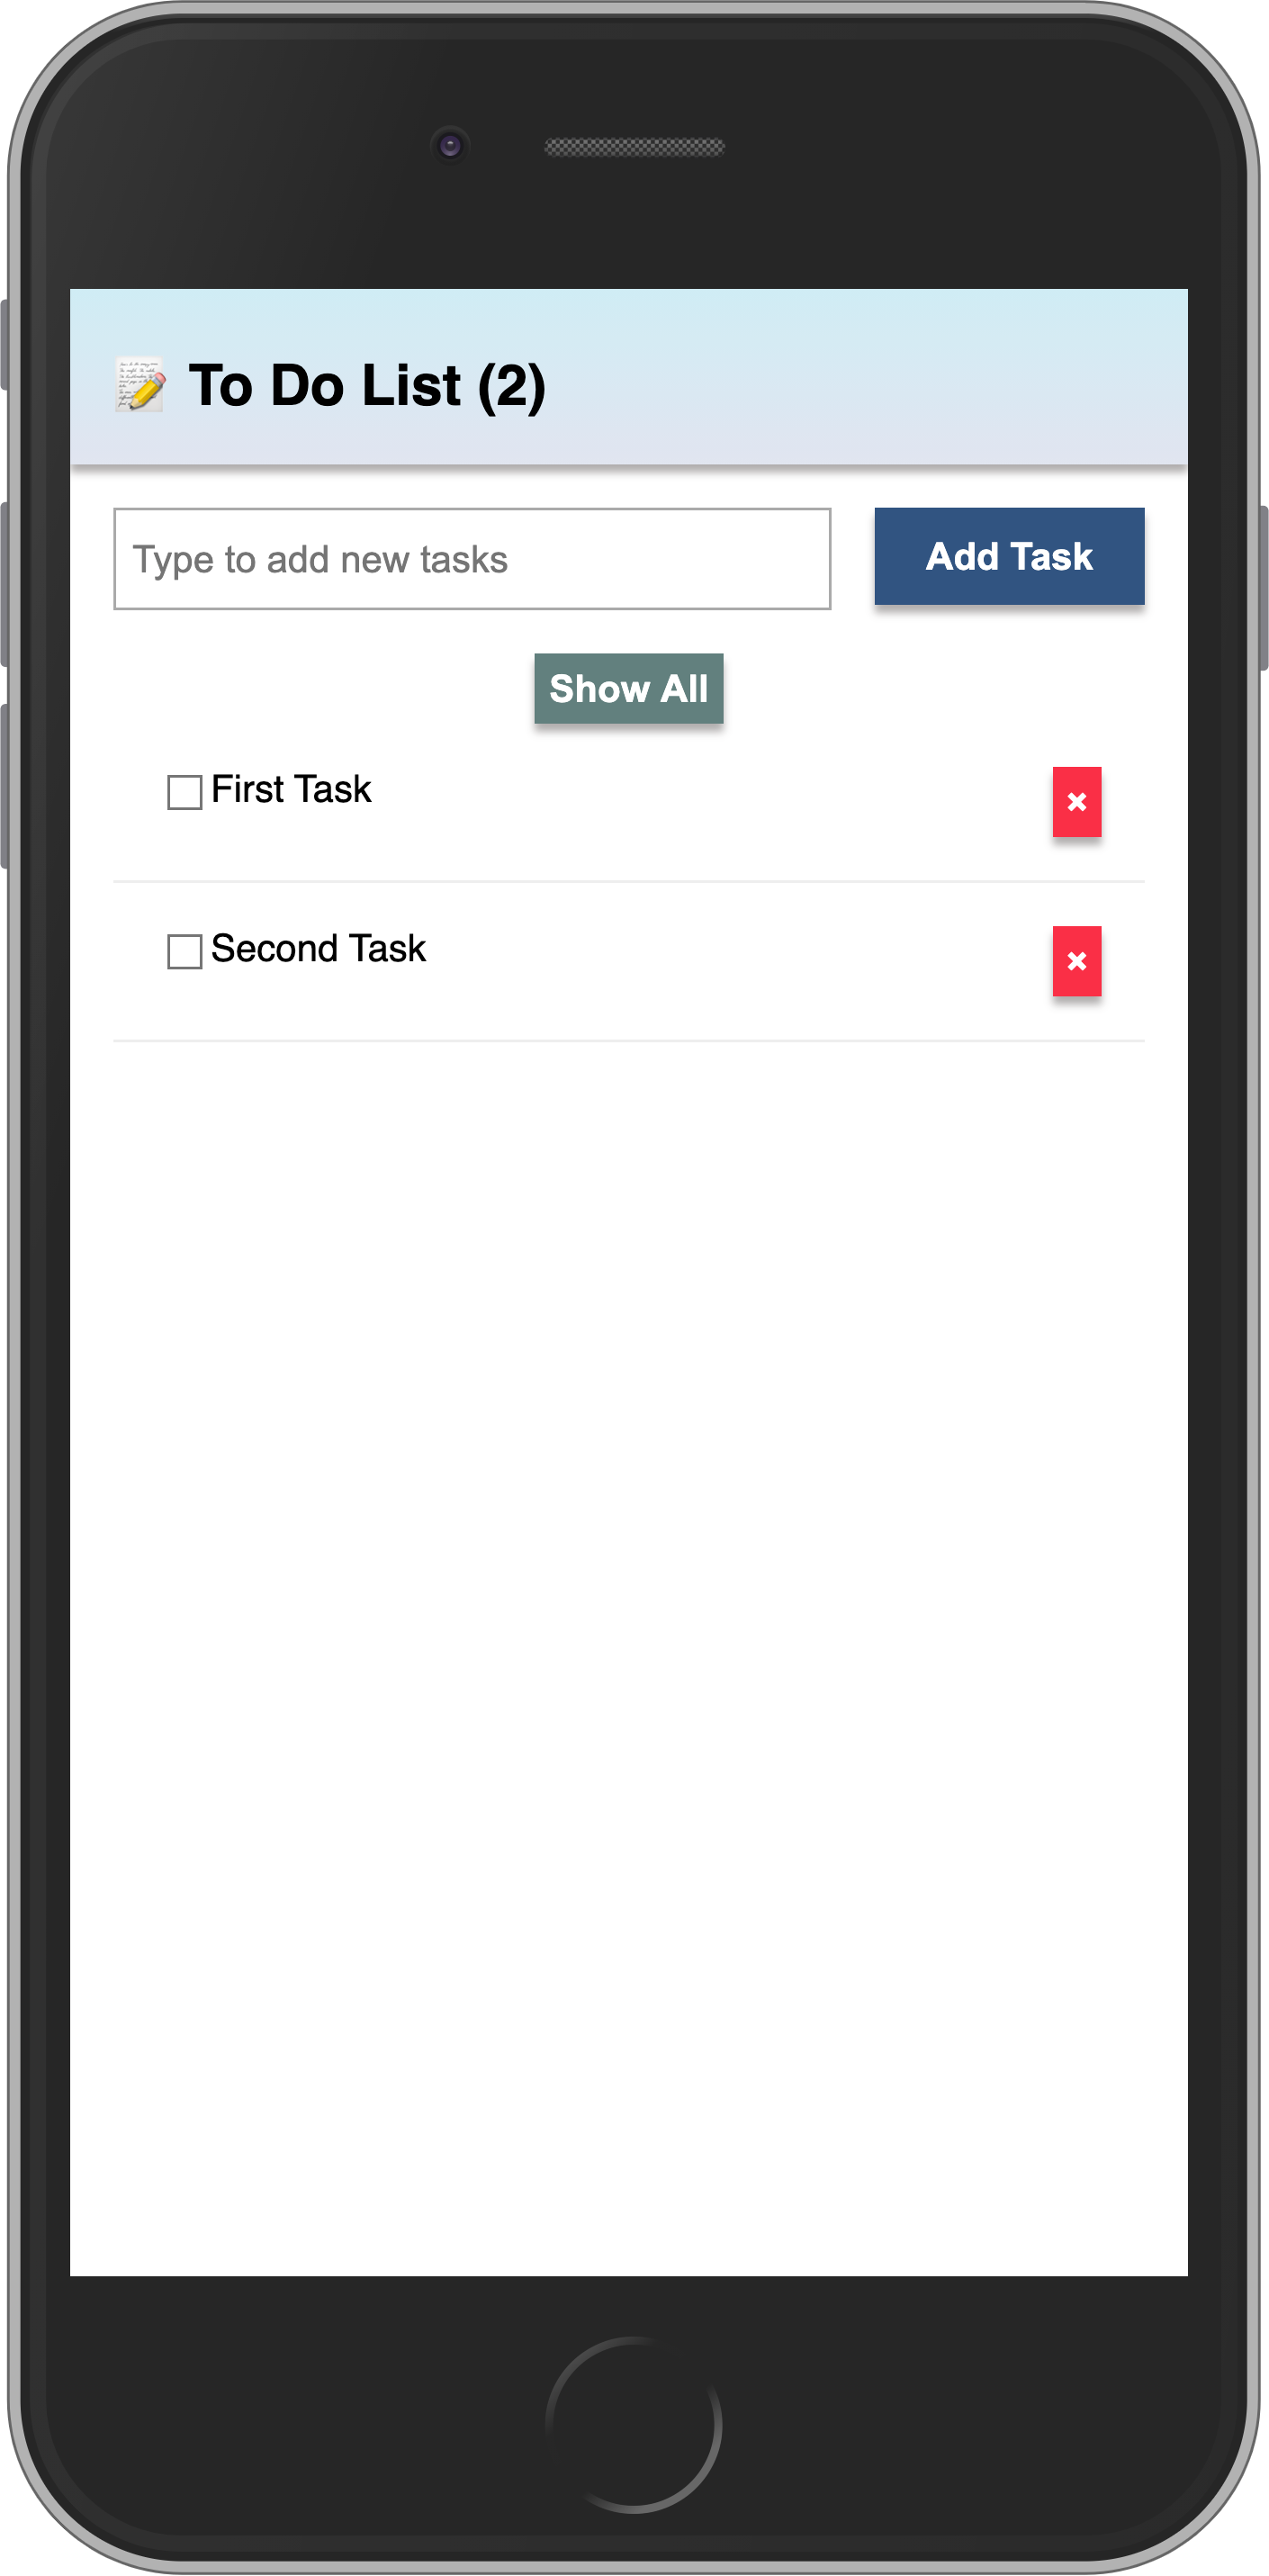 To Do List (2)
Type to add new tasks
Add Task
Show All
First Task
×
Second Task
×